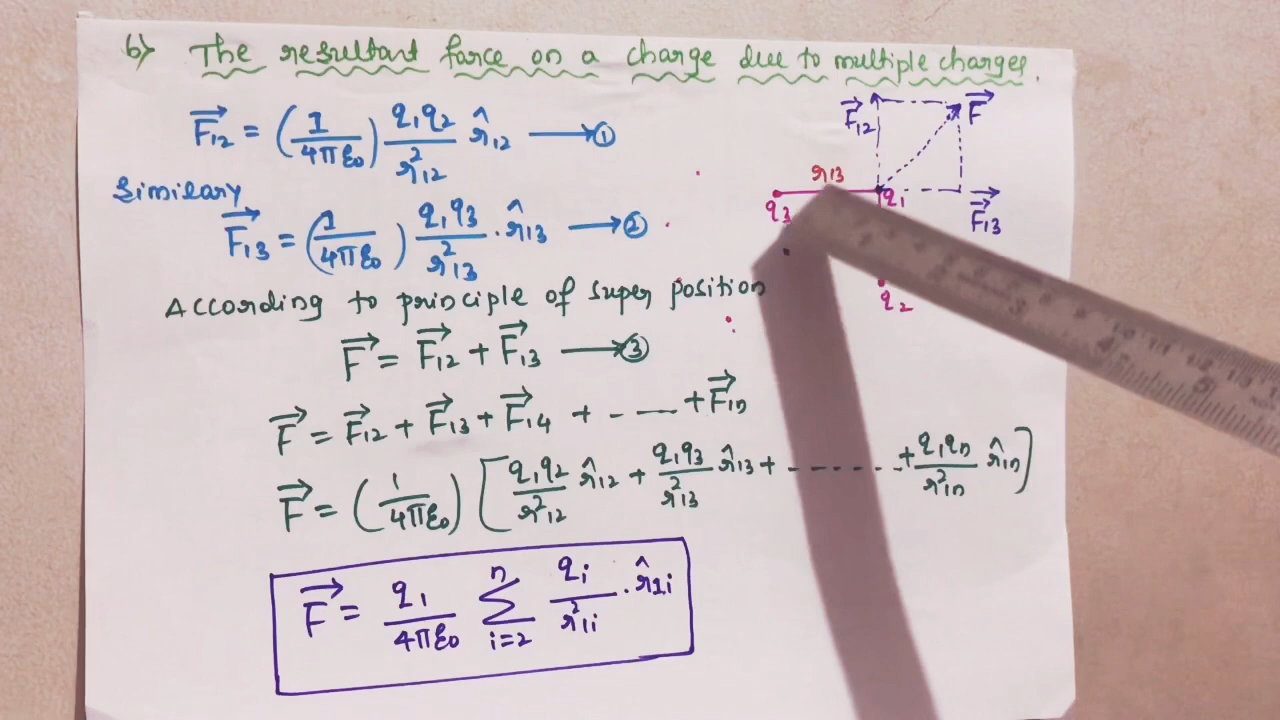 6) The resultant force on a charge due to multiple charges.
F⃗12 = (1/4πε0) q1q2/r²12 r̂12 → ①
Similary
F⃗13 = (1/4πε0) q1q3/r²13 . r̂13 → ②
According to principle of super position
F⃗ = F⃗12 + F⃗13 → ③
F⃗ = F⃗12 + F⃗13 + F⃗14 + - — + F⃗1n
F⃗ = (1/4πε0) [q1q2/r²12 r̂12 + q1q3/r²13 r̂13 + - - - - - - - + q1qn/r²1n r̂1n]
F⃗ = q1/4πε0 n∑i=2 qi/r²1i . r̂1i
F⃗12
F⃗
r13
q3
q1
F⃗13
q2